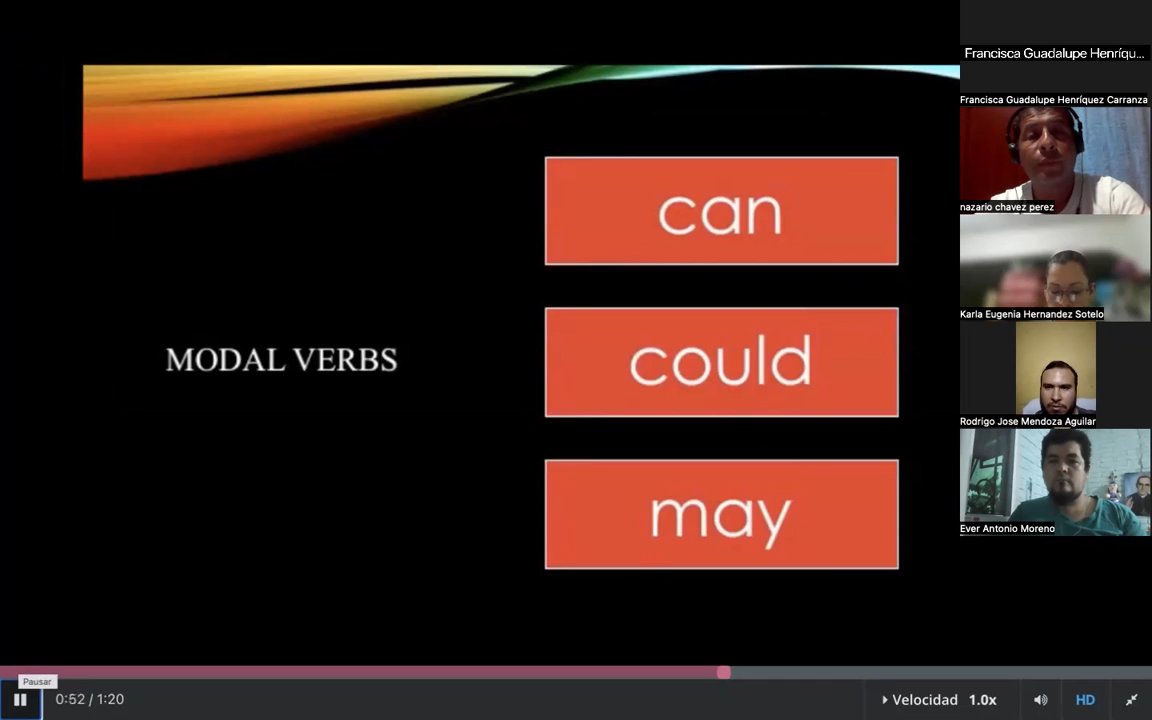 Francisca Guadalupe Henríqu...
Francisca Guadalupe Henríquez Carranza
can
nazario chavez perez
Karla Eugenia Hernandez Sotelo
could
MODAL VERBS
Rodrigo Jose Mendoza Aguilar
may
Ever Antonio Moreno
Pausar
0:52 / 1:20
Velocidad 1.0x
HD